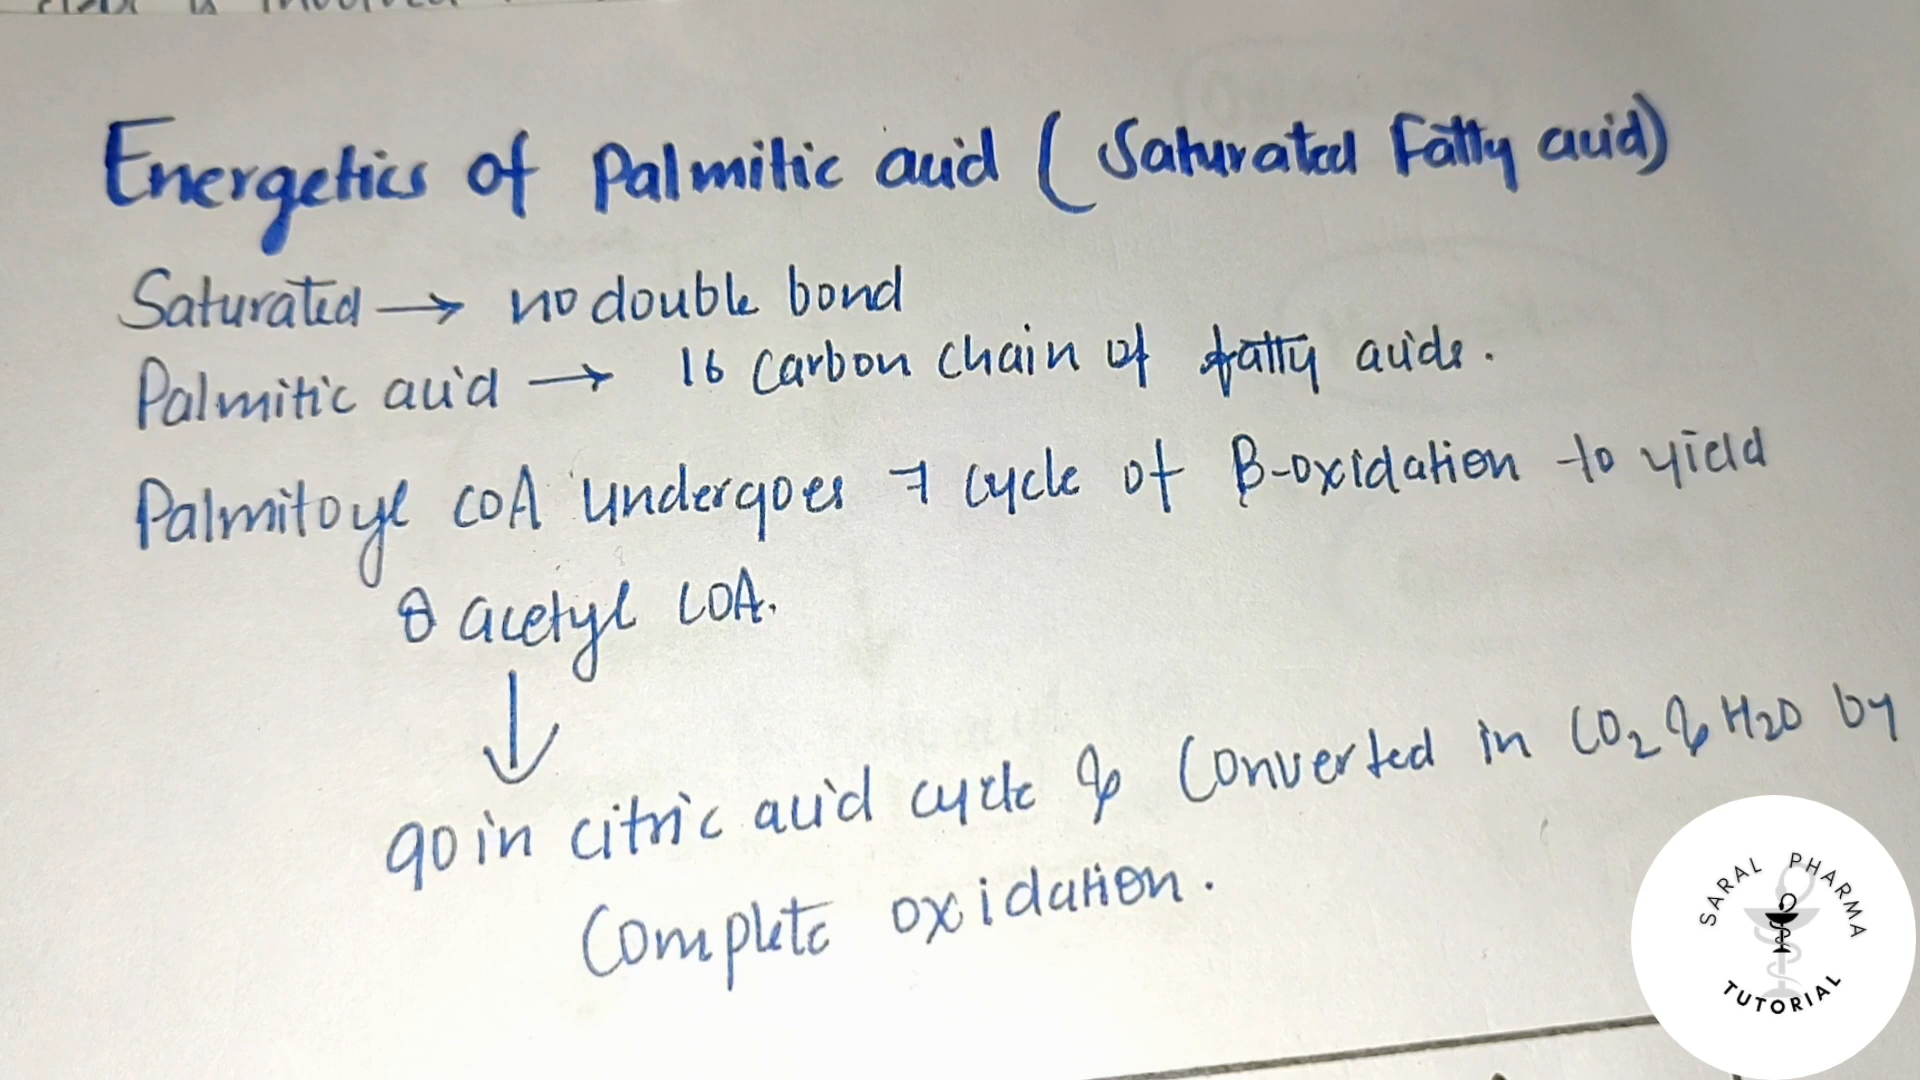 Energetics of Palmitic acid (Saturated Fatty acid)
Saturated → no double bond
Palmitic acid → 16 carbon chain of fatty acids.
Palmitoyl COA undergoes 7 cycle of β-oxidation to yield
8 acetyl COA.
↓
go in citric acid cycle & Converted in CO2 & H2O by
Complete oxidation.
SARAL PHARMA
TUTORIAL